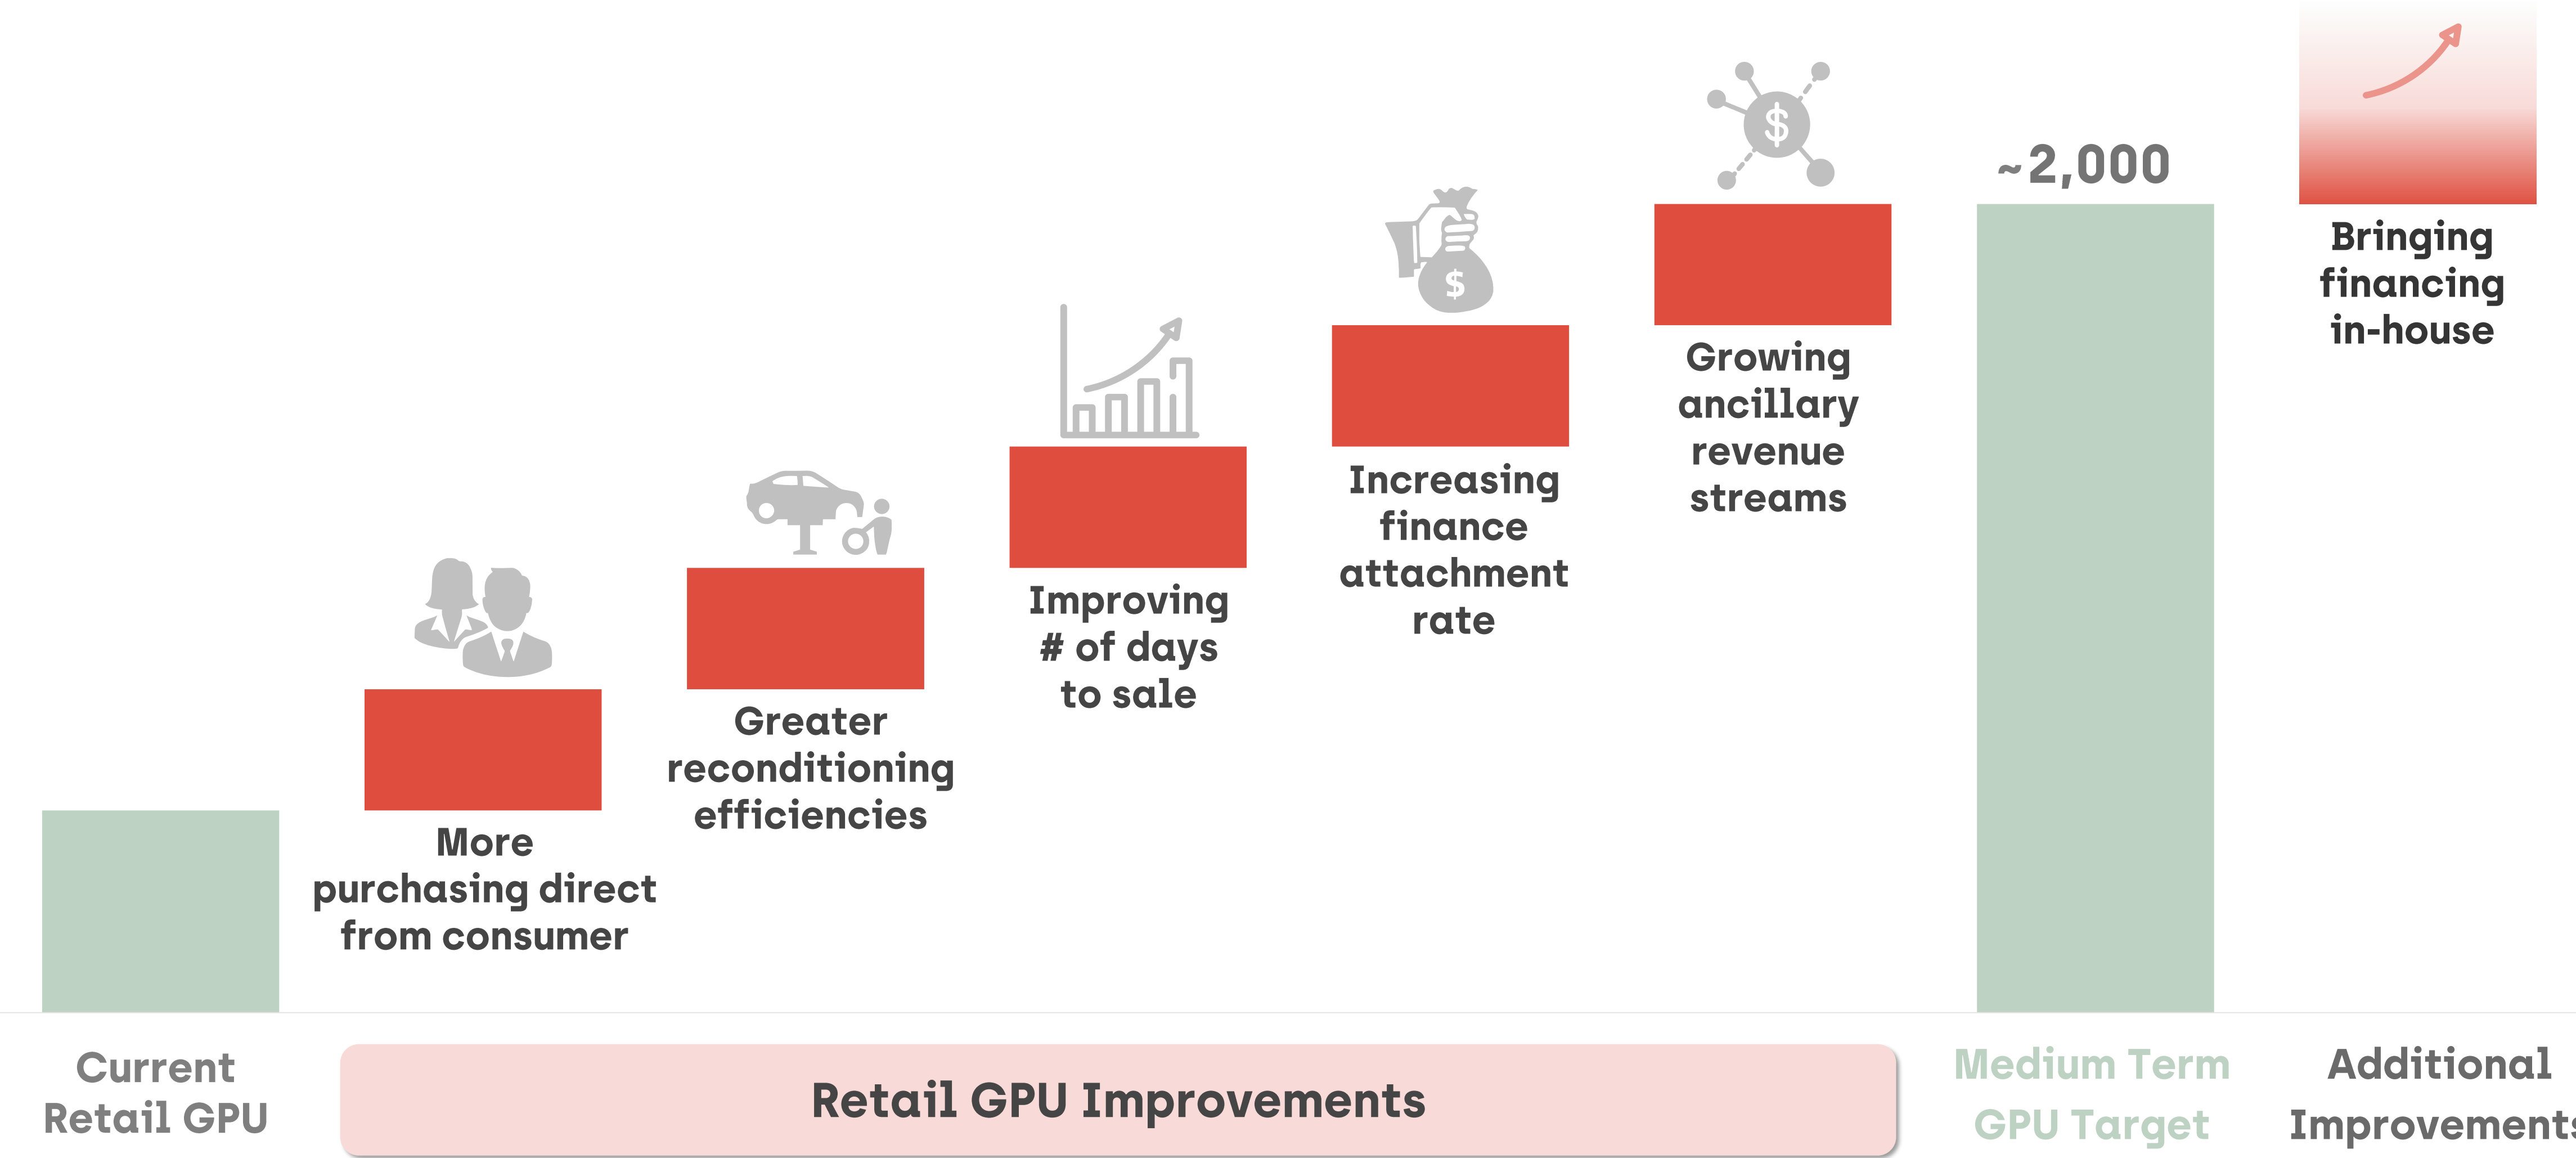 $
~2,000
$
Bringing
financing
in-house
Growing
ancillary
revenue
streams
Increasing
finance
attachment
rate
Improving
# of days
to sale
Greater
reconditioning
efficiencies
More
purchasing direct
from consumer
Current
Retail GPU
Retail GPU Improvements
Medium Term
GPU Target
Additional
Improvements